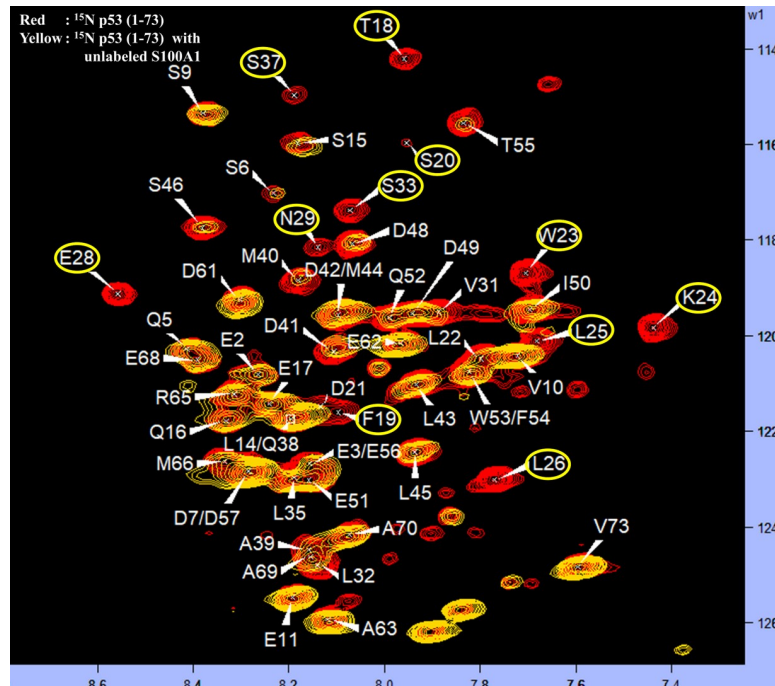 Red : ¹⁵N p53 (1-73)
Yellow : ¹⁵N p53 (1-73) with
unlabeled S100A1
w1
T18
114
S37
S9
S15
T55
116
S20
S6
S33
S46
N29
D48
W23
E28
M40
D49
D61
D42/M44
Q52
V31
I50
K24
Q5
D41
E62
L22
L25
120
E2
E68
E17
V10
R65
D21
L43
W53/F54
F19
Q16
122
L14/Q38
E3/E56
L26
M66
L45
L35
E51
D7/D57
A70
V73
124
A39
A69
L32
E11
A63
126
8.6
8.4
8.2
8.0
7.8
7.6
7.4